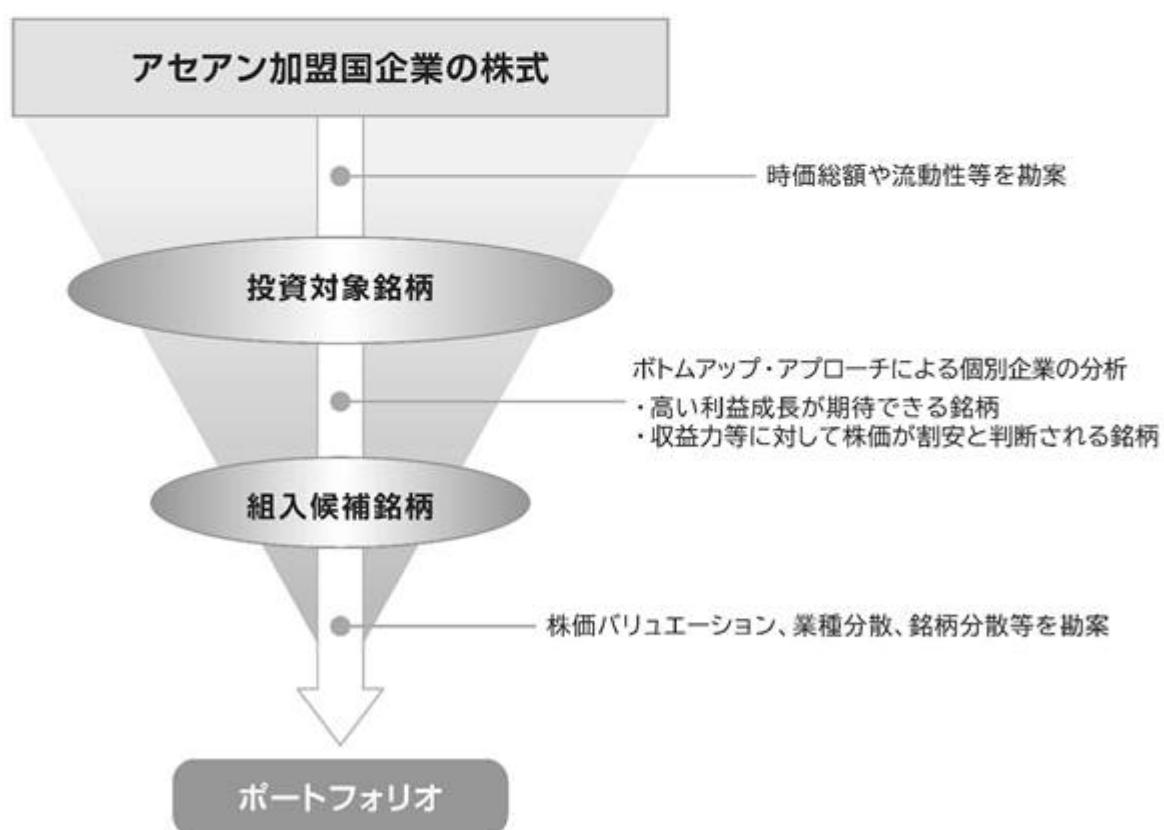 アセアン加盟国企業の株式
時価総額や流動性等を勘案
投資対象銘柄
ボトムアップ・アプローチによる個別企業の分析
・高い利益成長が期待できる銘柄
・収益力等に対して株価が割安と判断される銘柄
組入候補銘柄
株価バリュエーション、業種分散、銘柄分散等を勘案
ポートフォリオ